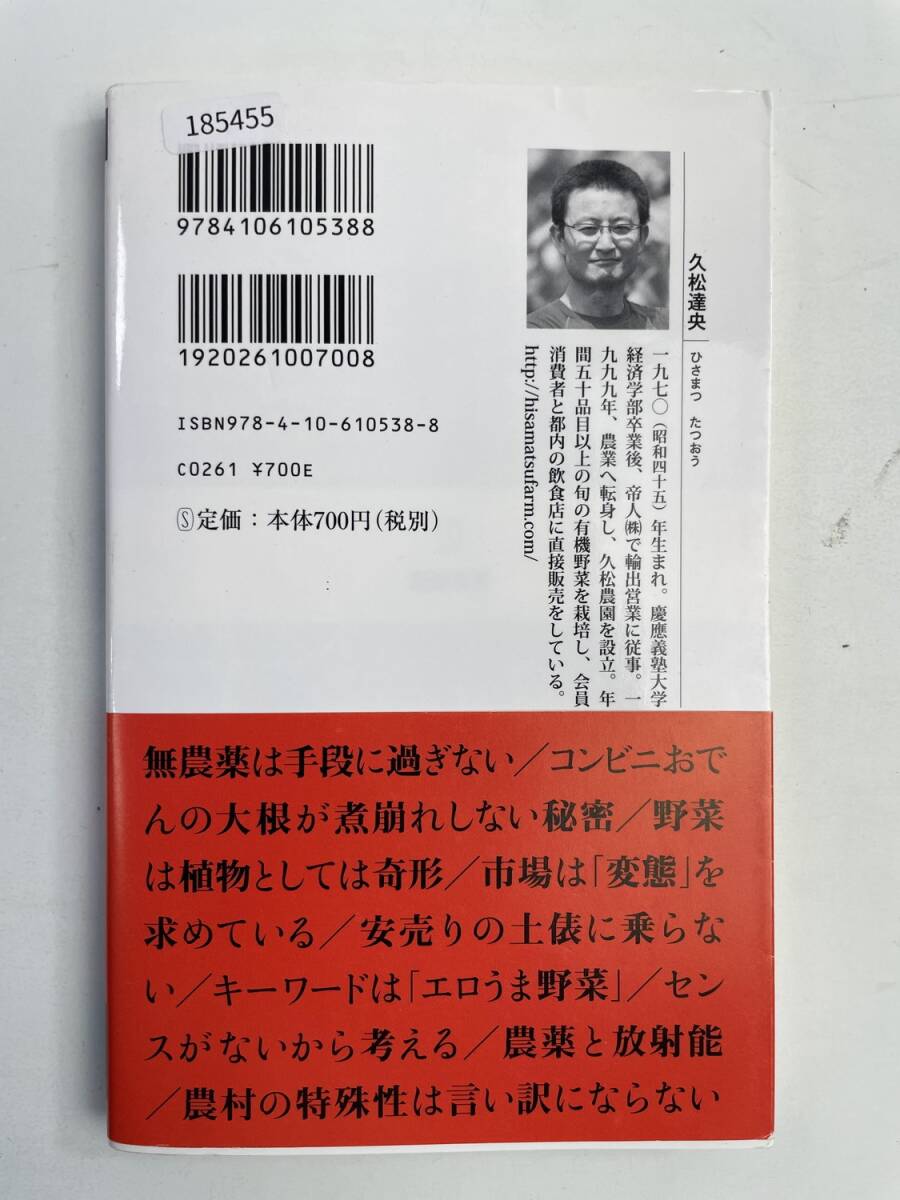 185455
9784106105388
1920261007008
ISBN978-4-10-610538-8
C0261 ¥700E
Ⓢ定価：本体700円（税別）
久松達央 ひさまつ たつおう
一九七〇（昭和四十五）年生まれ。慶應義塾大学
経済学部卒業後、帝人㈱で輸出営業に従事。一
九九九年、農業へ転身し、久松農園を設立。年
間五十品目以上の旬の有機野菜を栽培し、会員
消費者と都内の飲食店に直接販売をしている。
http://hisamatsufarm.com/
無農薬は手段に過ぎない／コンビニおで
んの大根が煮崩れしない秘密／野菜
は植物としては奇形／市場は「変態」を
求めている／安売りの土俵に乗らな
い／キーワードは「エロうま野菜」／セン
スがないから考える／農薬と放射能
／農村の特殊性は言い訳にならない